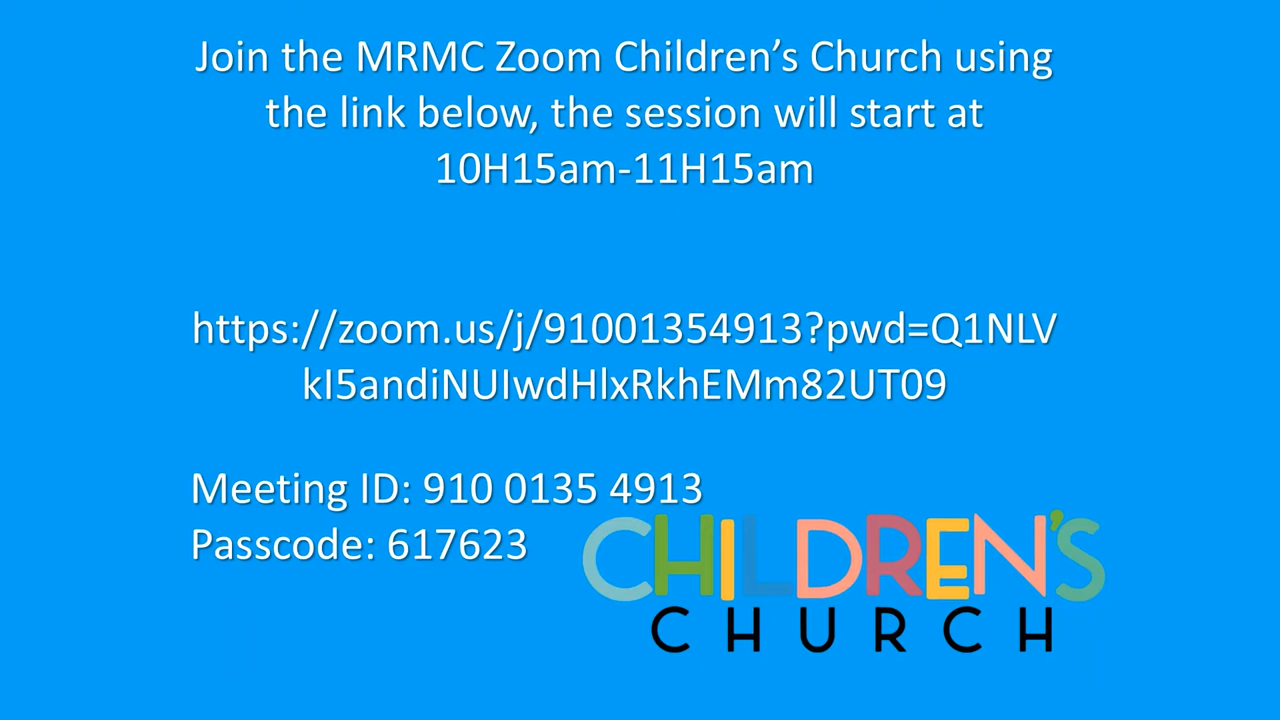 Join the MRMC Zoom Children’s Church using
the link below, the session will start at
10H15am-11H15am
https://zoom.us/j/91001354913?pwd=Q1NLV
kI5andiNUIwdHlxRkhEMm82UT09
Meeting ID: 910 0135 4913
Passcode: 617623
CHILDREN’S
CHURCH